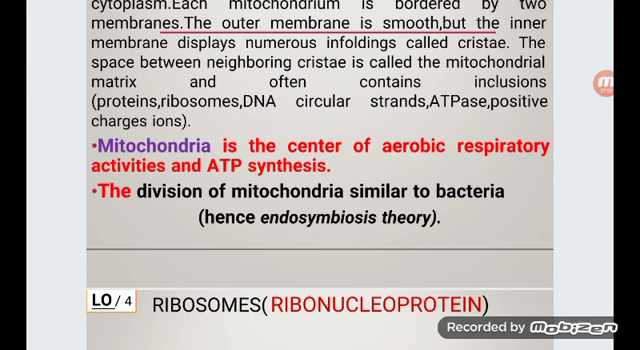 cytoplasm.Each mitochondrium is bordered by two
membranes.The outer membrane is smooth,but the inner
membrane displays numerous infoldings called cristae. The
space between neighboring cristae is called the mitochondrial
matrix and often contains inclusions
(proteins,ribosomes,DNA circular strands,ATPase,positive
charges ions).
•Mitochondria is the center of aerobic respiratory
activities and ATP synthesis.
•The division of mitochondria similar to bacteria
(hence endosymbiosis theory).
LO / 4
RIBOSOMES(RIBONUCLEOPROTEIN)
Recorded by mobizen